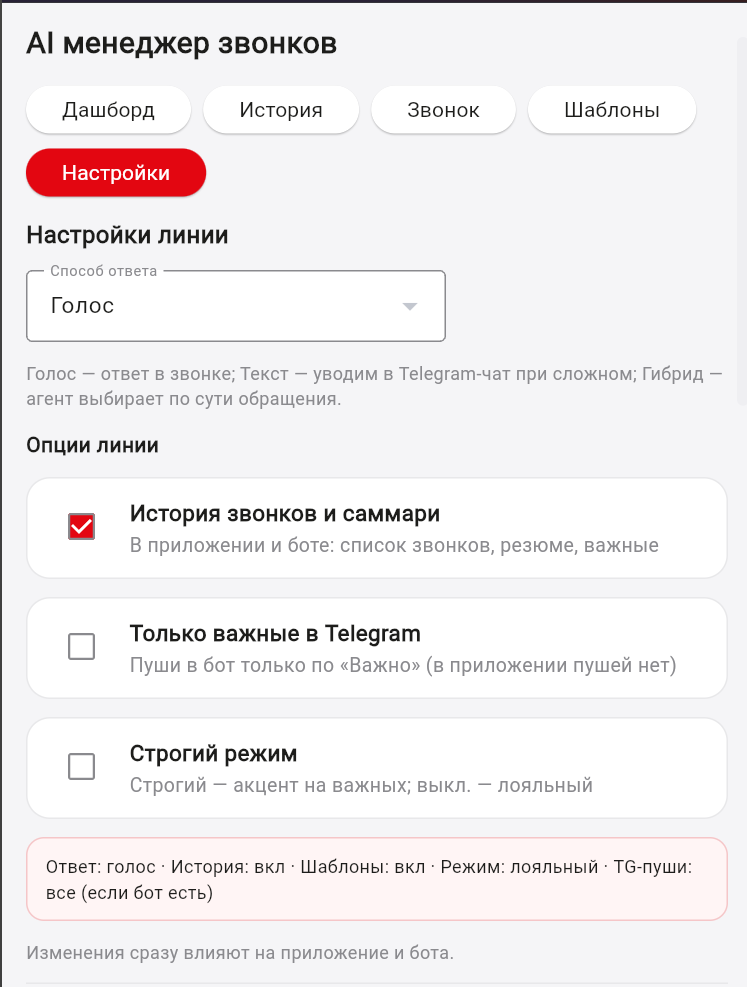 AI менеджер звонков
Дашборд
История
Звонок
Шаблоны
Настройки
Настройки линии
Способ ответа
Голос
Голос — ответ в звонке; Текст — уводим в Telegram-чат при сложном; Гибрид —
агент выбирает по сути обращения.
Опции линии
История звонков и саммари
В приложении и боте: список звонков, резюме, важные
Только важные в Telegram
Пуши в бот только по «Важно» (в приложении пушей нет)
Строгий режим
Строгий — акцент на важных; выкл. — лояльный
Ответ: голос · История: вкл · Шаблоны: вкл · Режим: лояльный · TG-пуши:
все (если бот есть)
Изменения сразу влияют на приложение и бота.